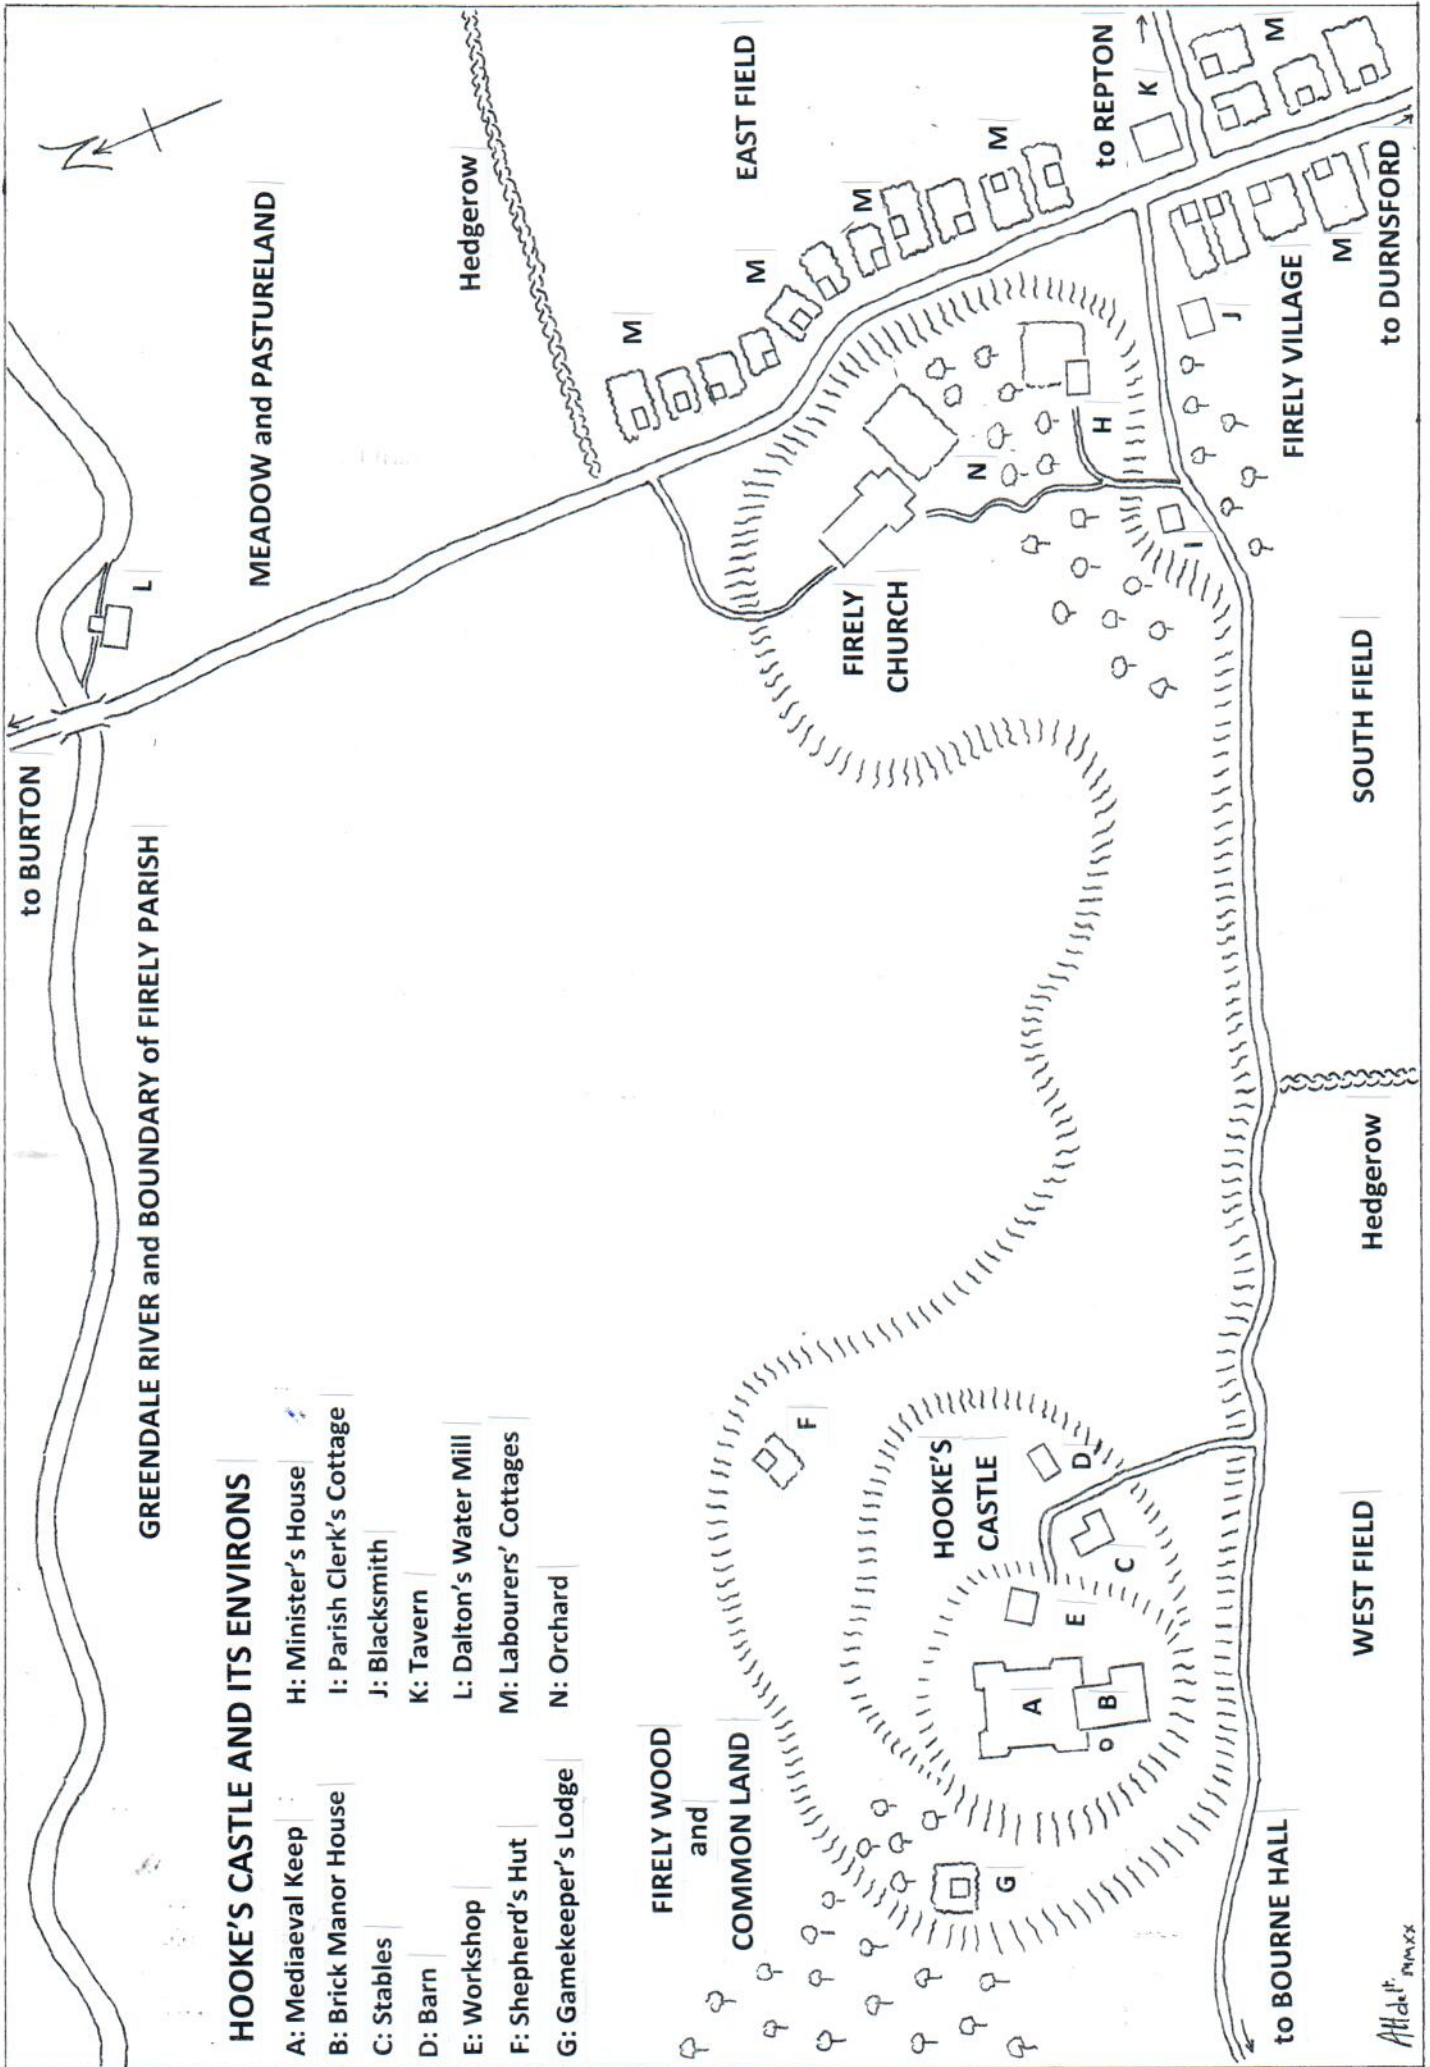 to BURTON
GREENDALE RIVER and BOUNDARY of FIRELY PARISH
L
N
MEADOW and PASTURELAND
Hedgerow
HOOKE'S CASTLE AND ITS ENVIRONS
A: Mediaeval Keep
B: Brick Manor House
C: Stables
D: Barn
E: Workshop
F: Shepherd's Hut
G: Gamekeeper's Lodge
H: Minister's House
I: Parish Clerk's Cottage
J: Blacksmith
K: Tavern
L: Dalton's Water Mill
M: Labourers' Cottages
N: Orchard
EAST FIELD
M
M
M
M
FIRELY WOOD
and
COMMON LAND
F
FIRELY
CHURCH
N
H
I
HOOKE'S
CASTLE
D
C
E
A
B
G
to REPTON
K
M
J
M
FIRELY VILLAGE
to DURNSFORD
to BOURNE HALL
WEST FIELD
Hedgerow
SOUTH FIELD
mmxx